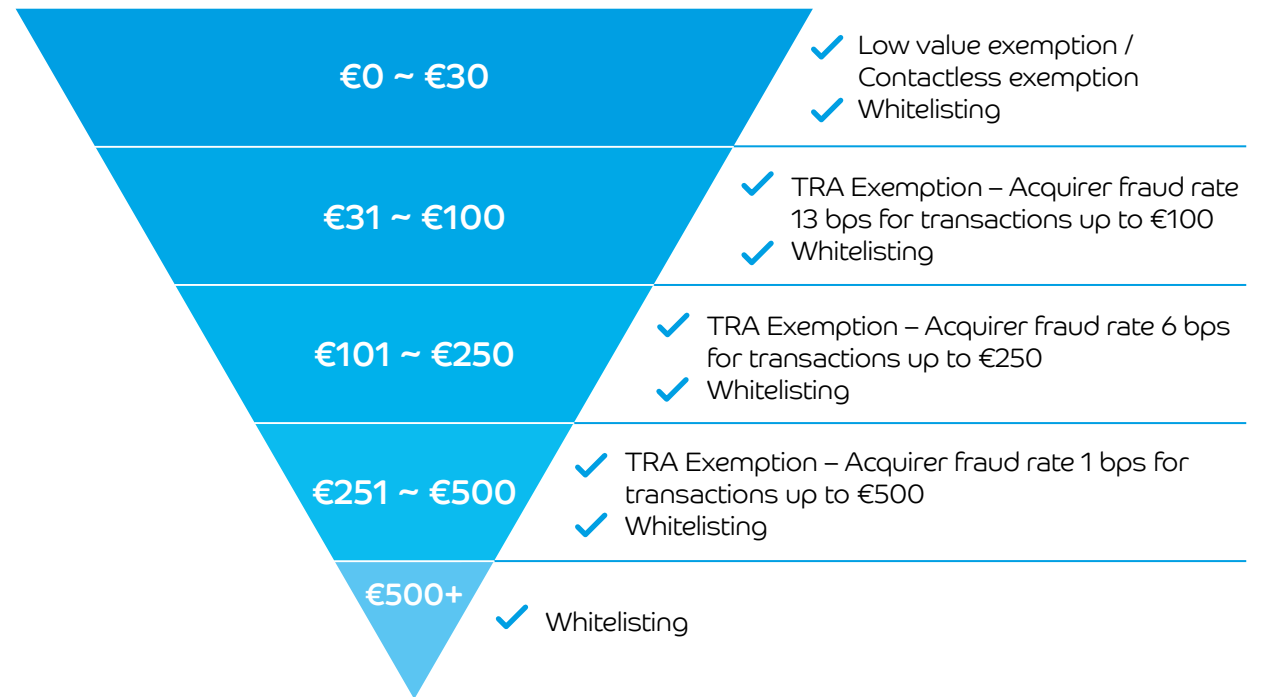 €0 ~ €30
Low value exemption /
Contactless exemption
Whitelisting
€31 ~ €100
TRA Exemption – Acquirer fraud rate
13 bps for transactions up to €100
Whitelisting
€101 ~ €250
TRA Exemption – Acquirer fraud rate 6 bps
for transactions up to €250
Whitelisting
€251 ~ €500
TRA Exemption – Acquirer fraud rate 1 bps for
transactions up to €500
Whitelisting
€500+
Whitelisting